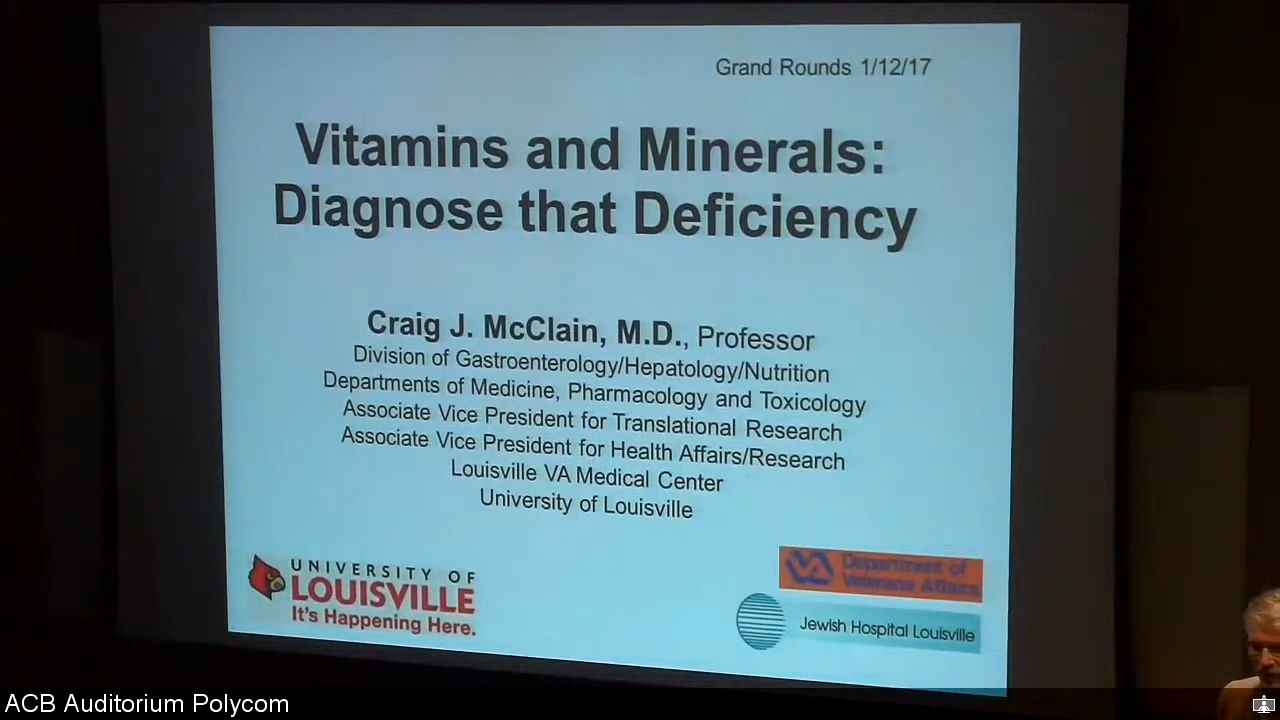 Grand Rounds 1/12/17
Vitamins and Minerals:
Diagnose that Deficiency
Craig J. McClain, M.D., Professor
Division of Gastroenterology/Hepatology/Nutrition
Departments of Medicine, Pharmacology and Toxicology
Associate Vice President for Translational Research
Associate Vice President for Health Affairs/Research
Louisville VA Medical Center
University of Louisville
UNIVERSITY OF
LOUISVILLE
It's Happening Here.
VA
Department of
Veterans Affairs
Jewish Hospital Louisville
ACB Auditorium Polycom